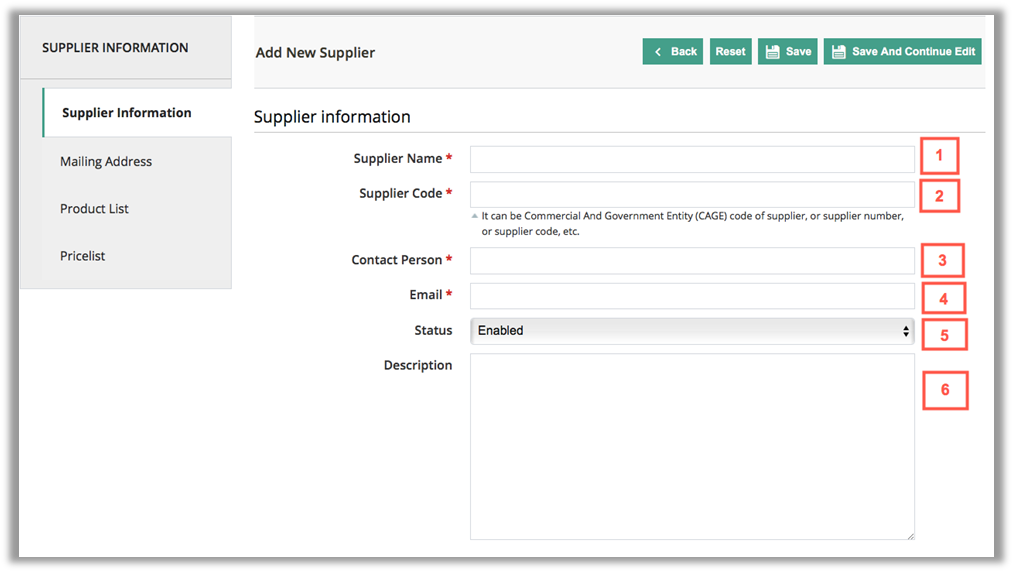 SUPPLIER INFORMATION
Supplier Information
Mailing Address
Product List
Pricelist
Add New Supplier
Back
Reset
Save
Save And Continue Edit
Supplier information
Supplier Name *
1
Supplier Code *
2
It can be Commercial And Government Entity (CAGE) code of supplier, or supplier number,
or supplier code, etc.
Contact Person *
3
Email *
4
Status
Enabled
5
Description
6